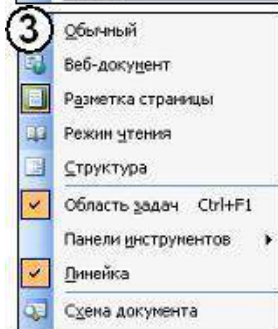 3
Обычный
Веб-документ
Разметка страницы
Режим чтения
Структура
Область задач Ctrl+F1
Панели инструментов
Линейка
Схема документа